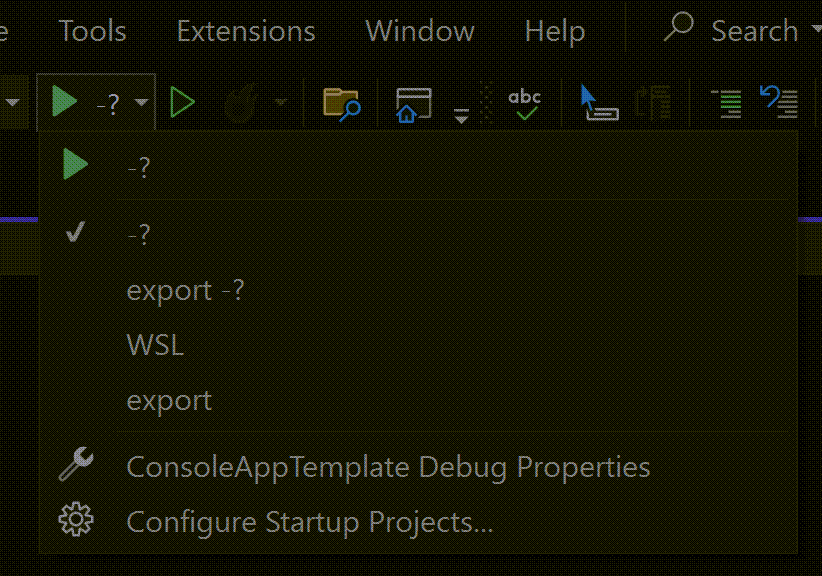 e Tools Extensions Window Help Search
-? abc
-?
-?
export -?
WSL
export
ConsoleAppTemplate Debug Properties
Configure Startup Projects...